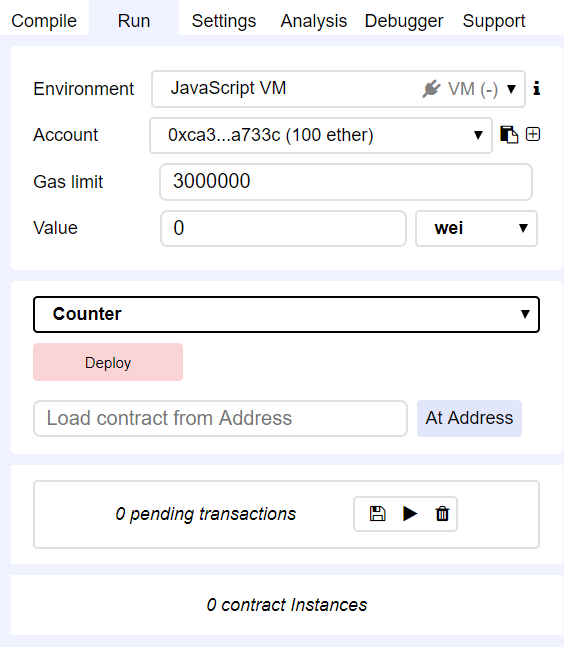 Compile Run Settings Analysis Debugger Support
Environment JavaScript VM VM (-)
Account 0xca3...a733c (100 ether)
Gas limit 3000000
Value 0 wei
Counter
Deploy
Load contract from Address At Address
0 pending transactions
0 contract Instances